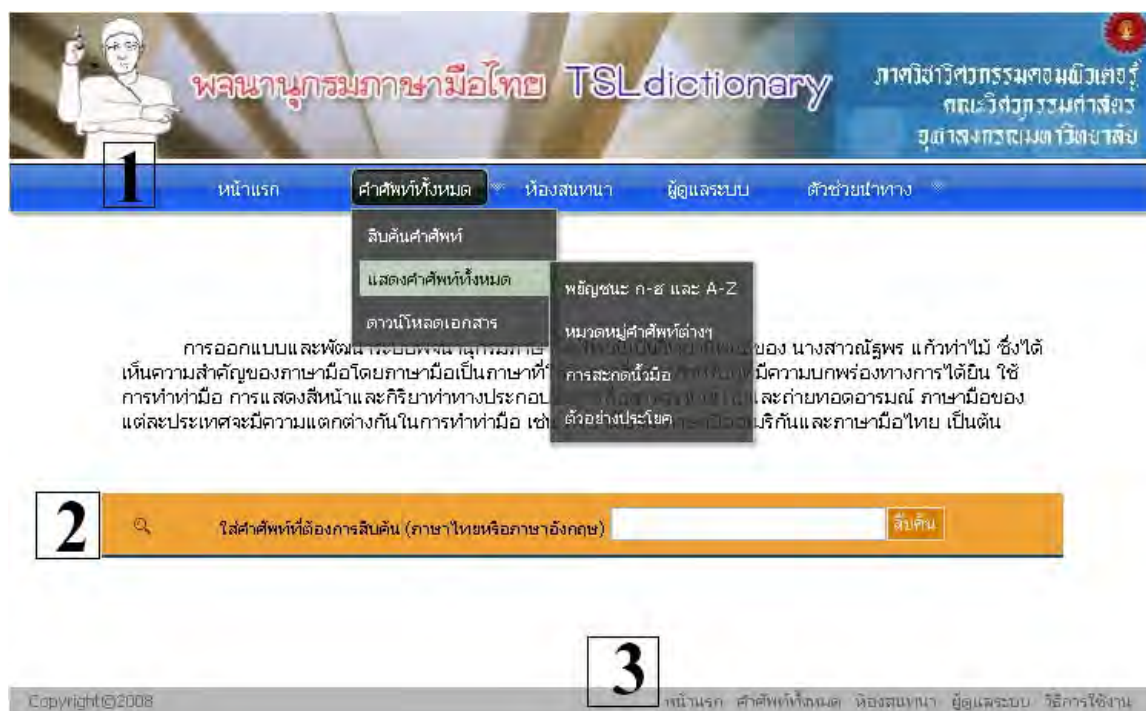 พจนานุกรมภาษามือไทย TSL dictionary
ภาควิชาวิศวกรรมคอมพิวเตอร์
คณะวิศวกรรมศาสตร์
จุฬาลงกรณ์มหาวิทยาลัย
1
หน้าแรก คำศัพท์ทั้งหมด ห้องสนทนา ผู้ดูแลระบบ ตัวช่วยนำทาง
สืบค้นคำศัพท์
แสดงคำศัพท์ทั้งหมด
ดาวน์โหลดเอกสาร
พยัญชนะ ก-ฮ และ A-Z
หมวดหมู่คำศัพท์ต่างๆ
การสะกดนิ้วมือ
ตัวอย่างประโยค
การออกแบบและพัฒนาระบบพจนานุกรมภาษา ของ นางสาวณัฐพร แก้วท่าไม้ ซึ่งได้
เห็นความสำคัญของภาษามือโดยภาษามือเป็นภาษาที่ มีความบกพร่องทางการได้ยิน ใช้
การทำท่ามือ การแสดงสีหน้าและกิริยาท่าทางประกอบ และถ่ายทอดอารมณ์ ภาษามือของ
แต่ละประเทศจะมีความแตกต่างกันในการทำท่ามือ เช่น และภาษามือไทย เป็นต้น
2
ใส่คำศัพท์ที่ต้องการสืบค้น (ภาษาไทยหรือภาษาอังกฤษ) สืบค้น
3
Copyright©2008 หน้าแรก คำศัพท์ทั้งหมด ห้องสนทนา ผู้ดูแลระบบ วิธีการใช้งาน